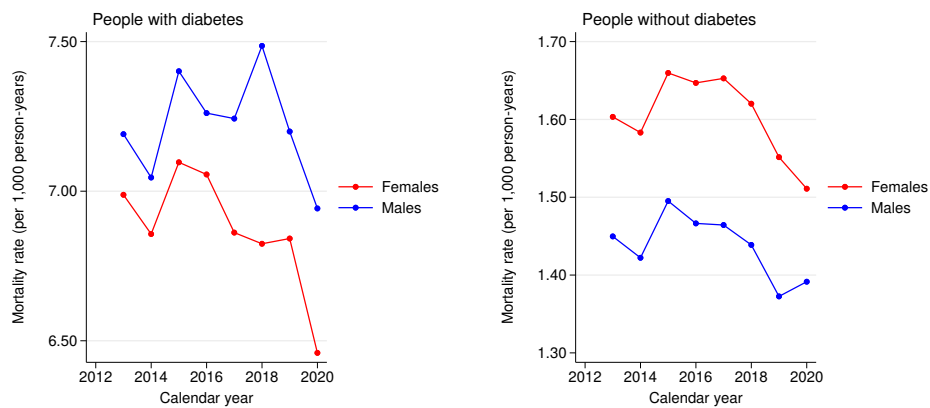 People with diabetes
7.50
7.00
6.50
Mortality rate (per 1,000 person-years)
2012 2014 2016 2018 2020
Calendar year
Females
Males
People without diabetes
1.70
1.60
1.50
1.40
1.30
Mortality rate (per 1,000 person-years)
2012 2014 2016 2018 2020
Calendar year
Females
Males